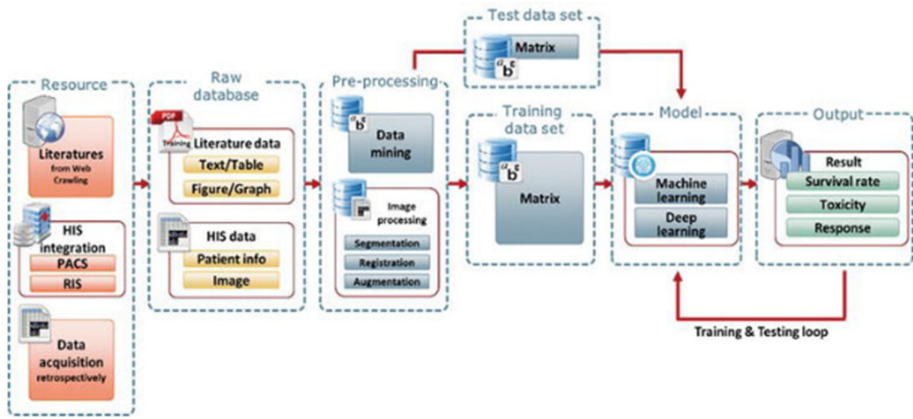 Resource
Literatures
from Web
Crawling
HIS
integration
PACS
RIS
Data
acquisition
retrospectively
Raw
database
PDF
Training
Literature data
Text/Table
Figure/Graph
HIS data
Patient info
Image
Pre-processing
Data
mining
Image
processing
Segmentation
Registration
Augmentation
Test data set
Matrix
Training
data set
Matrix
Model
Machine
learning
Deep
learning
Output
Result
Survival rate
Toxicity
Response
Training & Testing loop